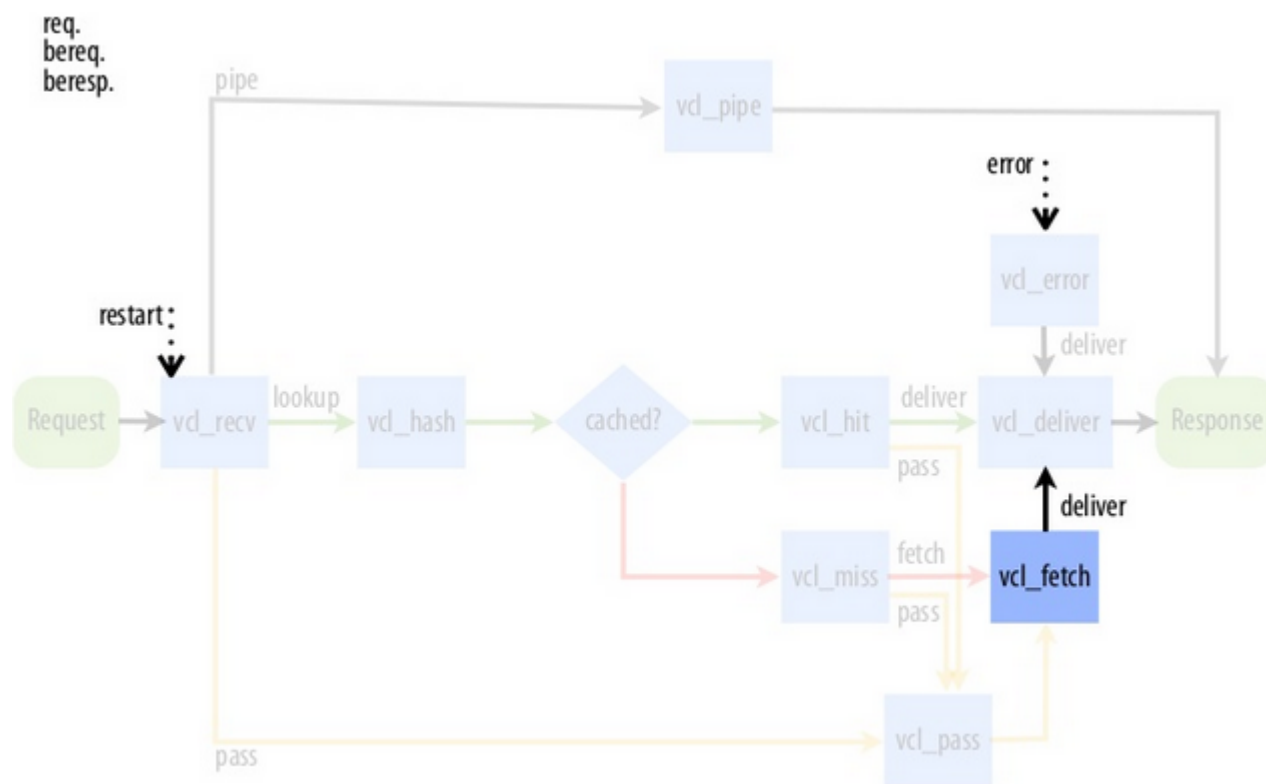 req.
bereq.
beresp.
pipe
vcl_pipe
error
vcl_error
restart
deliver
Request
vcl_recv
lookup
vcl_hash
cached?
vcl_hit
deliver
vcl_deliver
Response
pass
deliver
vcl_miss
fetch
vcl_fetch
pass
vcl_pass
pass